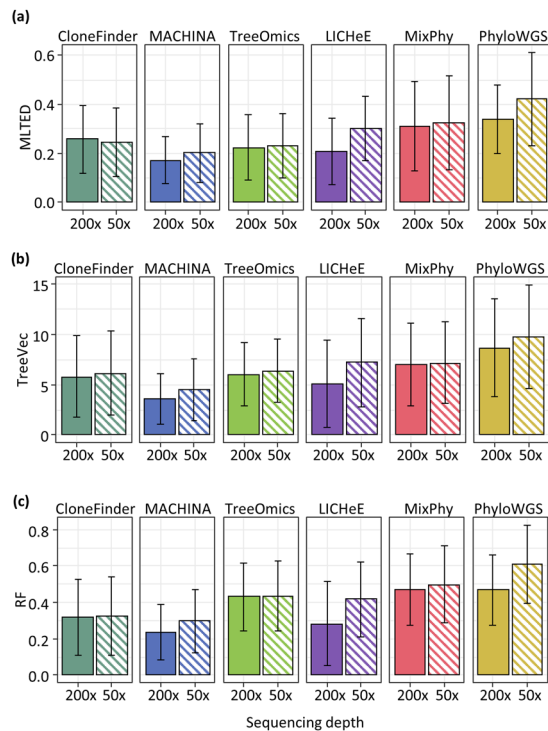 (a)
CloneFinder MACHINA TreeOmics LICHeE MixPhy PhyloWGS
MLTED
0.6
0.4
0.2
0.0
200x 50x 200x 50x 200x 50x 200x 50x 200x 50x 200x 50x
(b)
CloneFinder MACHINA TreeOmics LICHeE MixPhy PhyloWGS
TreeVec
15
10
5
0
200x 50x 200x 50x 200x 50x 200x 50x 200x 50x 200x 50x
(c)
CloneFinder MACHINA TreeOmics LICHeE MixPhy PhyloWGS
RF
0.8
0.4
0.2
0.0
200x 50x 200x 50x 200x 50x 200x 50x 200x 50x 200x 50x
Sequencing depth